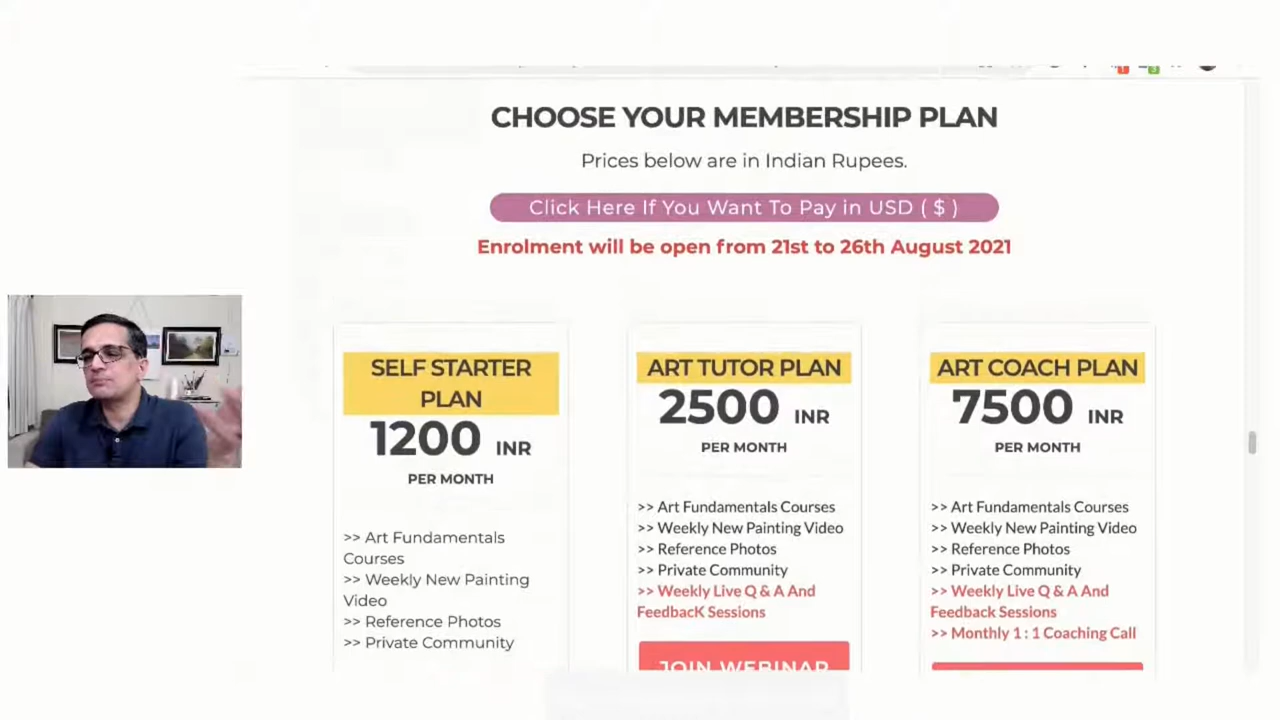 CHOOSE YOUR MEMBERSHIP PLAN
Prices below are in Indian Rupees.
Click Here If You Want To Pay in USD ( $ )
Enrolment will be open from 21st to 26th August 2021
SELF STARTER
PLAN
1200 INR
PER MONTH
>> Art Fundamentals
Courses
>> Weekly New Painting
Video
>> Reference Photos
>> Private Community
ART TUTOR PLAN
2500 INR
PER MONTH
>> Art Fundamentals Courses
>> Weekly New Painting Video
>> Reference Photos
>> Private Community
>> Weekly Live Q & A And
FeedbacK Sessions
JOIN WEBINAR
ART COACH PLAN
7500 INR
PER MONTH
>> Art Fundamentals Courses
>> Weekly New Painting Video
>> Reference Photos
>> Private Community
>> Weekly Live Q & A And
Feedback Sessions
>> Monthly 1 : 1 Coaching Call